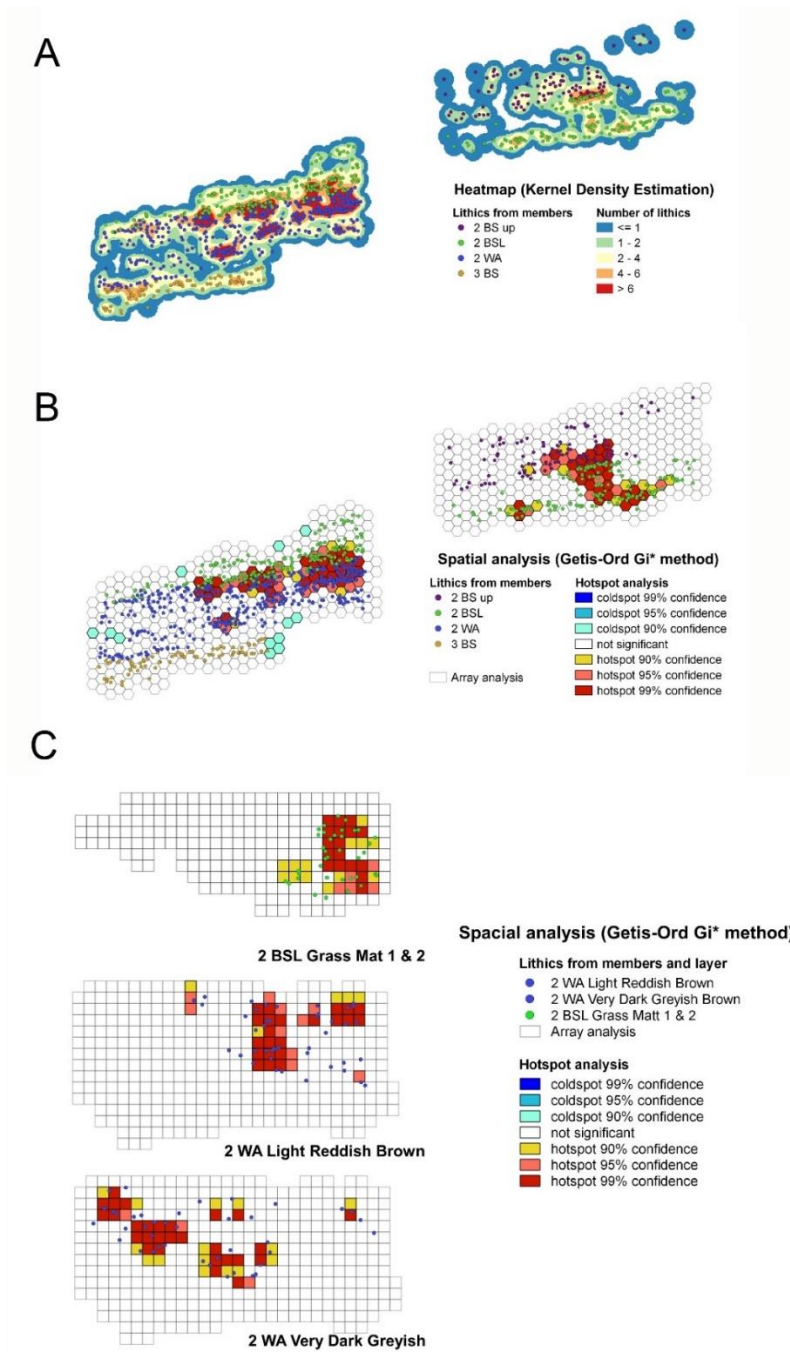 A
Heatmap (Kernel Density Estimation)
Lithics from members
2 BS up
2 BSL
2 WA
3 BS
Number of lithics
<= 1
1 - 2
2 - 4
4 - 6
> 6
B
Spatial analysis (Getis-Ord Gi* method)
Lithics from members
2 BS up
2 BSL
2 WA
3 BS
Array analysis
Hotspot analysis
coldspot 99% confidence
coldspot 95% confidence
coldspot 90% confidence
not significant
hotspot 90% confidence
hotspot 95% confidence
hotspot 99% confidence
C
2 BSL Grass Mat 1 & 2
2 WA Light Reddish Brown
2 WA Very Dark Greyish
Spacial analysis (Getis-Ord Gi* method)
Lithics from members and layer
2 WA Light Reddish Brown
2 WA Very Dark Greyish Brown
2 BSL Grass Matt 1 & 2
Array analysis
Hotspot analysis
coldspot 99% confidence
coldspot 95% confidence
coldspot 90% confidence
not significant
hotspot 90% confidence
hotspot 95% confidence
hotspot 99% confidence